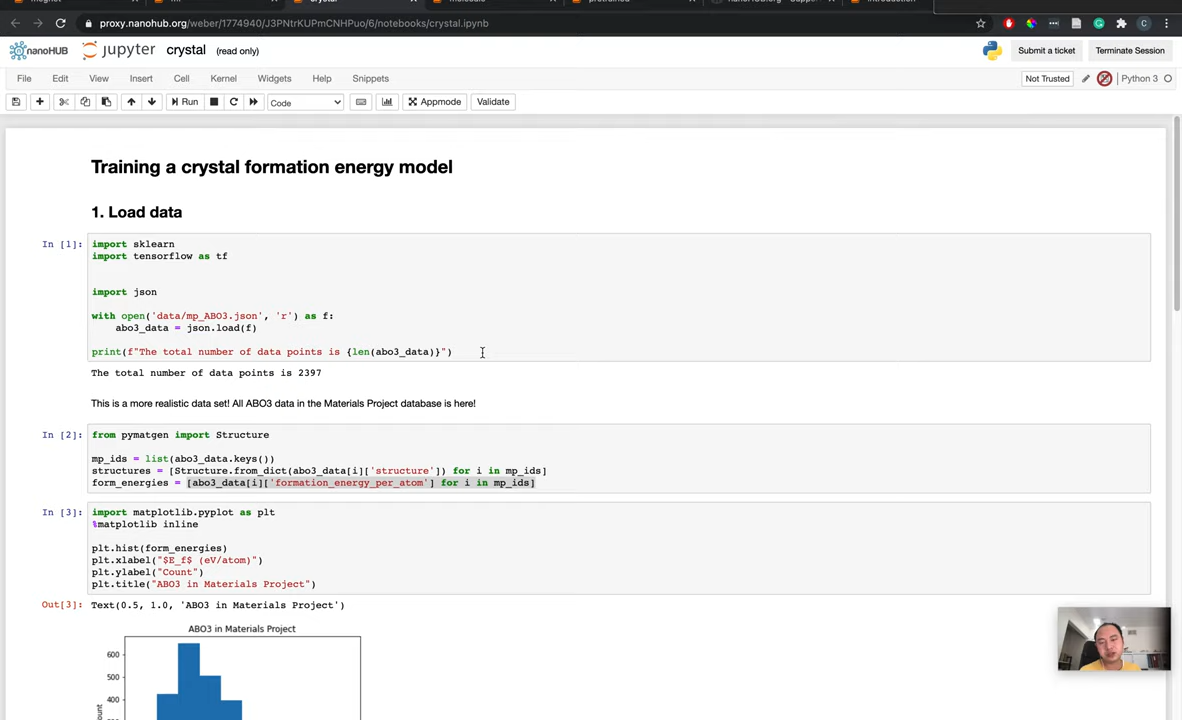 megnet
molecule
pretrained
nanoHUB.org - Support
Introduction
proxy.nanohub.org/weber/1774940/J3PNtrKUPmCNHPuo/6/notebooks/crystal.ipynb
C
nanoHUB jupyter crystal (read only)
Submit a ticket
Terminate Session
File Edit View Insert Cell Kernel Widgets Help Snippets
Not Trusted
Python 3
Run
Code
Appmode
Validate
Training a crystal formation energy model
1. Load data
In [1]:
import sklearn
import tensorflow as tf
import json
with open('data/mp_ABO3.json', 'r') as f:
abo3_data = json.load(f)
print(f"The total number of data points is {len(abo3_data)}")
The total number of data points is 2397
This is a more realistic data set! All ABO3 data in the Materials Project database is here!
In [2]:
from pymatgen import Structure
mp_ids = list(abo3_data.keys())
structures = [Structure.from_dict(abo3_data[i]['structure']) for i in mp_ids]
form_energies = [abo3_data[i]['formation_energy_per_atom'] for i in mp_ids]
In [3]:
import matplotlib.pyplot as plt
%matplotlib inline
plt.hist(form_energies)
plt.xlabel("$E_f$ (eV/atom)")
plt.ylabel("Count")
plt.title("ABO3 in Materials Project")
Out[3]:
Text(0.5, 1.0, 'ABO3 in Materials Project')
ABO3 in Materials Project
600
500
400